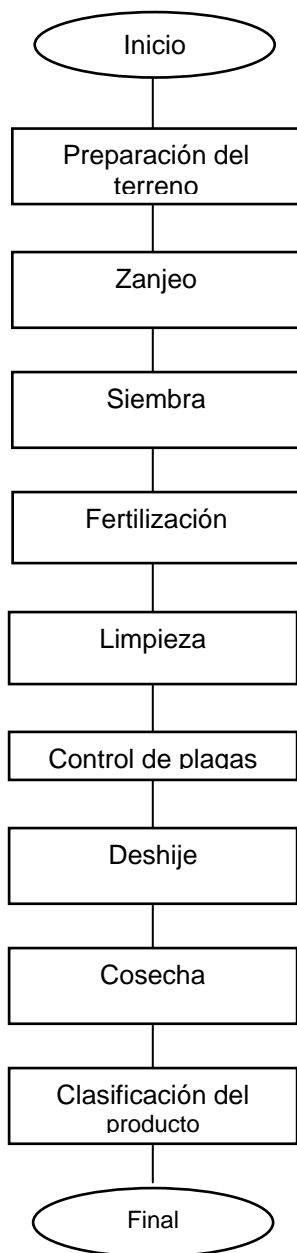 Inicio
Preparación del
terreno
Zanjeo
Siembra
Fertilización
Limpieza
Control de plagas
Deshije
Cosecha
Clasificación del
producto
Final